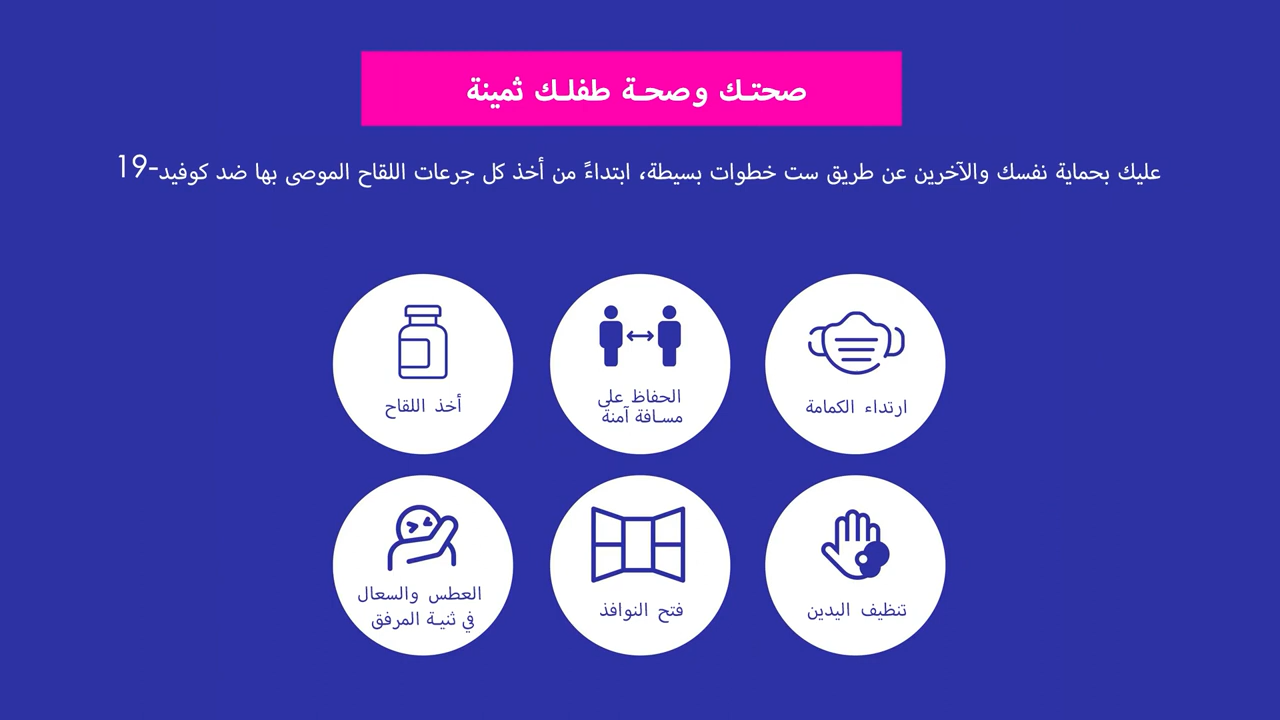 صحتك وصحة طفلك ثمينة
عليك بحماية نفسك والآخرين عن طريق ست خطوات بسيطة، ابتداءً من أخذ كل جرعات اللقاح الموصى بها ضد كوفيد-19
ارتداء الكمامة
الحفاظ على
مسافة آمنة
أخذ اللقاح
تنظيف اليدين
فتح النوافذ
العطس والسعال
في ثنية المرفق